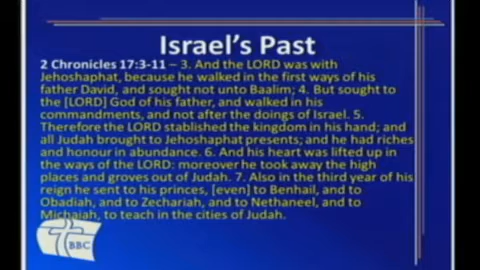 Israel's Past
2 Chronicles 17:3-11 – 3. And the LORD was with
Jehoshaphat, because he walked in the first ways of his
father David, and sought not unto Baalim; 4. But sought to
the [LORD] God of his father, and walked in his
commandments, and not after the doings of Israel. 5.
Therefore the LORD stablished the kingdom in his hand; and
all Judah brought to Jehoshaphat presents; and he had riches
and honour in abundance. 6. And his heart was lifted up in
the ways of the LORD: moreover he took away the high
places and groves out of Judah. 7. Also in the third year of his
reign he sent to his princes, [even] to Benhail, and to
Obadiah, and to Zechariah, and to Nethaneel, and to
Michaiah, to teach in the cities of Judah.
BBC